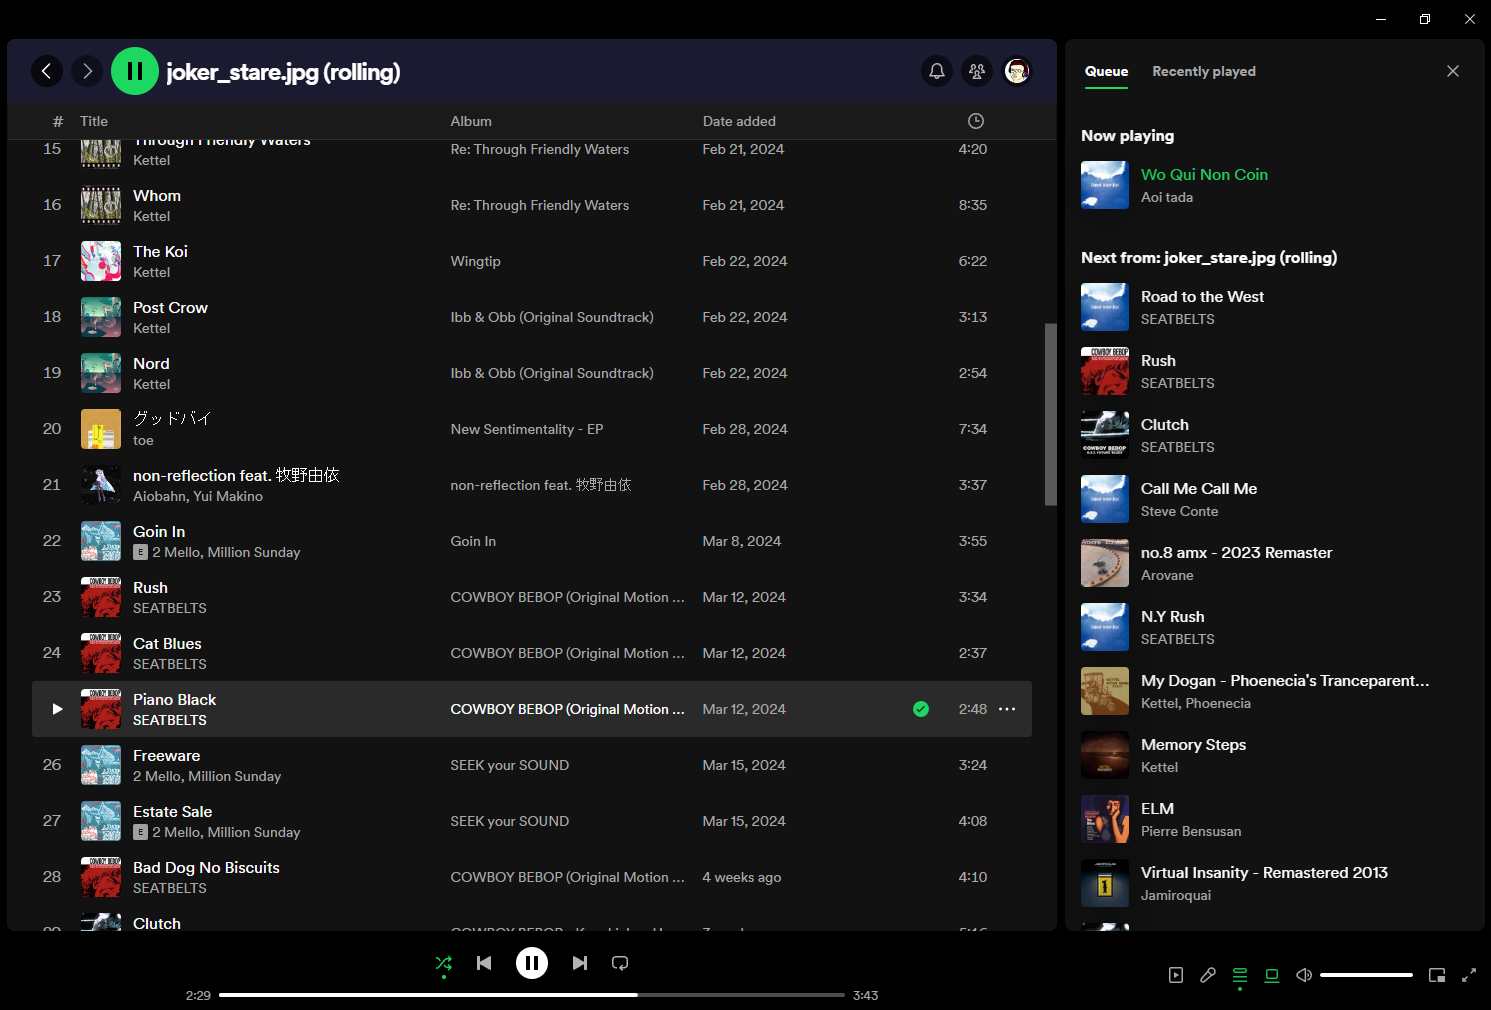 joker_stare.jpg (rolling)
# Title Album Date added
15 Through Friendly Waters Re: Through Friendly Waters Feb 21, 2024 4:20
Kettel
16 Whom Re: Through Friendly Waters Feb 21, 2024 8:35
Kettel
17 The Koi Wingtip Feb 22, 2024 6:22
Kettel
18 Post Crow Ibb & Obb (Original Soundtrack) Feb 22, 2024 3:13
Kettel
19 Nord Ibb & Obb (Original Soundtrack) Feb 22, 2024 2:54
Kettel
20 グッドバイ New Sentimentality - EP Feb 28, 2024 7:34
toe
21 non-reflection feat. 牧野由依 non-reflection feat. 牧野由依 Feb 28, 2024 3:37
Aiobahn, Yui Makino
22 Goin In Goin In Mar 8, 2024 3:55
E 2 Mello, Million Sunday
23 Rush COWBOY BEBOP (Original Motion ... Mar 12, 2024 3:34
SEATBELTS
24 Cat Blues COWBOY BEBOP (Original Motion ... Mar 12, 2024 2:37
SEATBELTS
Piano Black COWBOY BEBOP (Original Motion ... Mar 12, 2024 2:48
SEATBELTS
26 Freeware SEEK your SOUND Mar 15, 2024 3:24
2 Mello, Million Sunday
27 Estate Sale SEEK your SOUND Mar 15, 2024 4:08
E 2 Mello, Million Sunday
28 Bad Dog No Biscuits COWBOY BEBOP (Original Motion ... 4 weeks ago 4:10
SEATBELTS
Clutch
Queue Recently played
Now playing
Wo Qui Non Coin
Aoi tada
Next from: joker_stare.jpg (rolling)
Road to the West
SEATBELTS
Rush
SEATBELTS
Clutch
SEATBELTS
Call Me Call Me
Steve Conte
no.8 amx - 2023 Remaster
Arovane
N.Y Rush
SEATBELTS
My Dogan - Phoenecia's Tranceparent...
Kettel, Phoenecia
Memory Steps
Kettel
ELM
Pierre Bensusan
Virtual Insanity - Remastered 2013
Jamiroquai
2:29 3:43